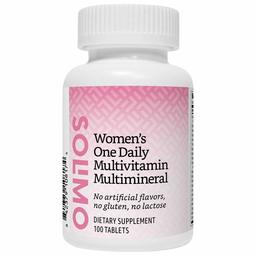 SOLIMO
Women's
One Daily
Multivitamin
Multimineral
No artificial flavors,
no gluten, no lactose
DIETARY SUPPLEMENT
100 TABLETS